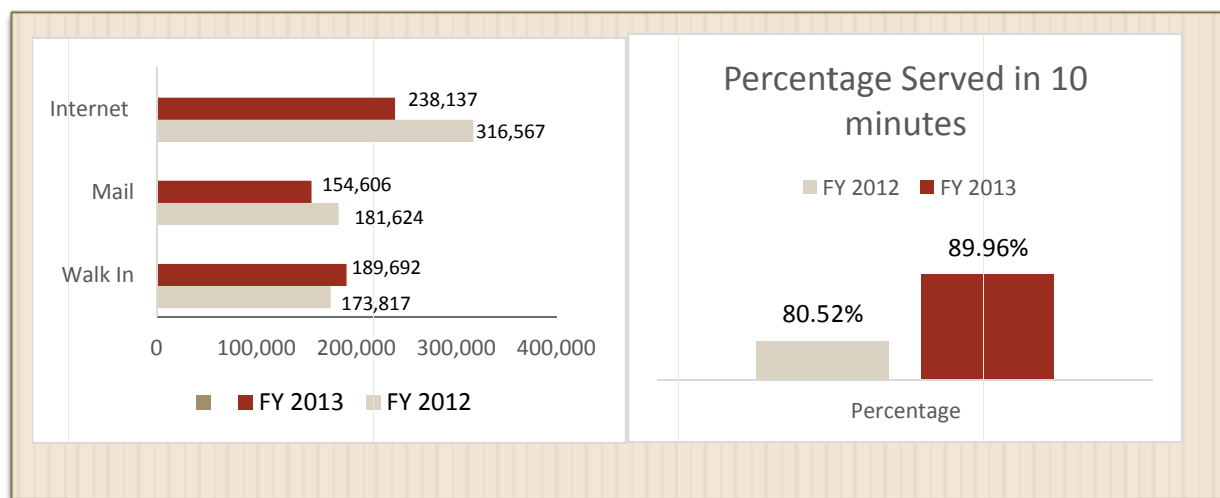 Internet
238,137
316,567
Mail
154,606
181,624
Walk In
189,692
173,817
0 100,000 200,000 300,000 400,000
FY 2013 FY 2012
Percentage Served in 10
minutes
FY 2012 FY 2013
80.52%
89.96%
Percentage